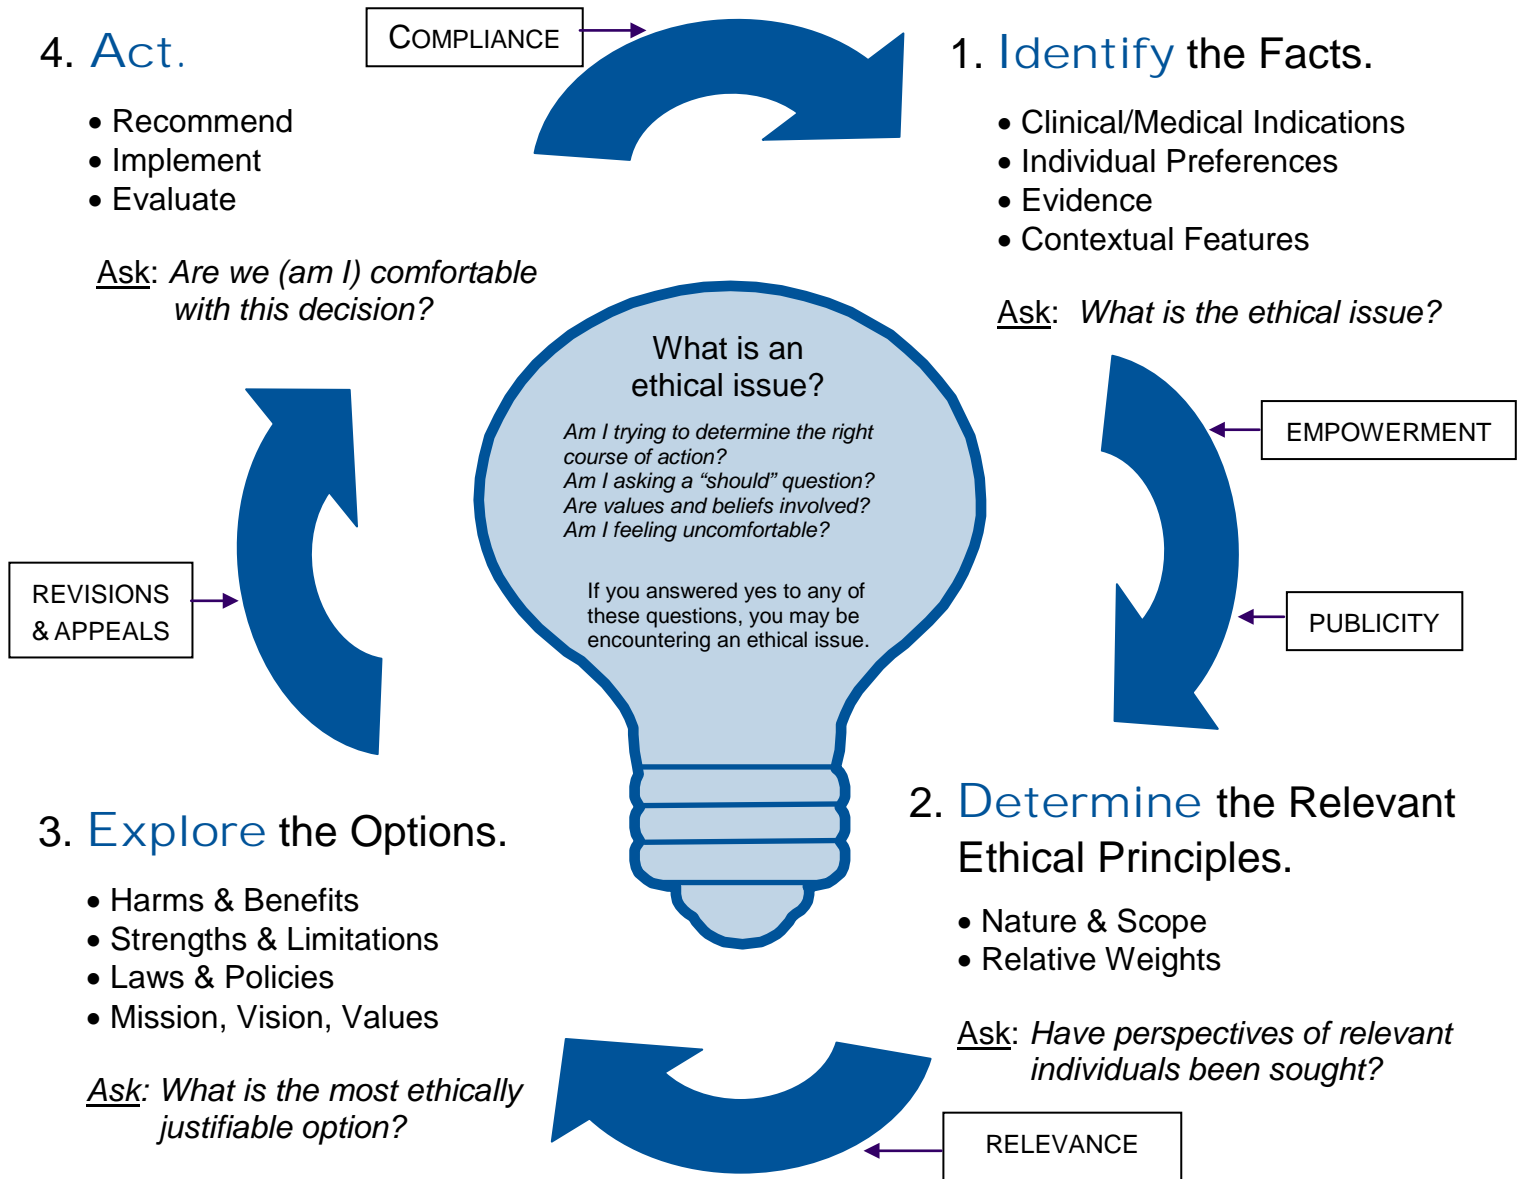 COMPLIANCE
1. Identify the Facts.
• Clinical/Medical Indications
• Individual Preferences
• Evidence
• Contextual Features
Ask: What is the ethical issue?
EMPOWERMENT
PUBLICITY
2. Determine the Relevant
Ethical Principles.
• Nature & Scope
• Relative Weights
Ask: Have perspectives of relevant
individuals been sought?
RELEVANCE
3. Explore the Options.
• Harms & Benefits
• Strengths & Limitations
• Laws & Policies
• Mission, Vision, Values
Ask: What is the most ethically
justifiable option?
REVISIONS
& APPEALS
4. Act.
• Recommend
• Implement
• Evaluate
Ask: Are we (am I) comfortable
with this decision?
What is an
ethical issue?
Am I trying to determine the right
course of action?
Am I asking a “should” question?
Are values and beliefs involved?
Am I feeling uncomfortable?
If you answered yes to any of
these questions, you may be
encountering an ethical issue.